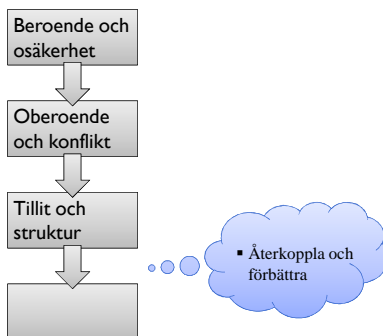 Beroende och
osäkerhet
Oberoende
och konflikt
Tillit och
struktur
▪ Återkoppla och
förbättra